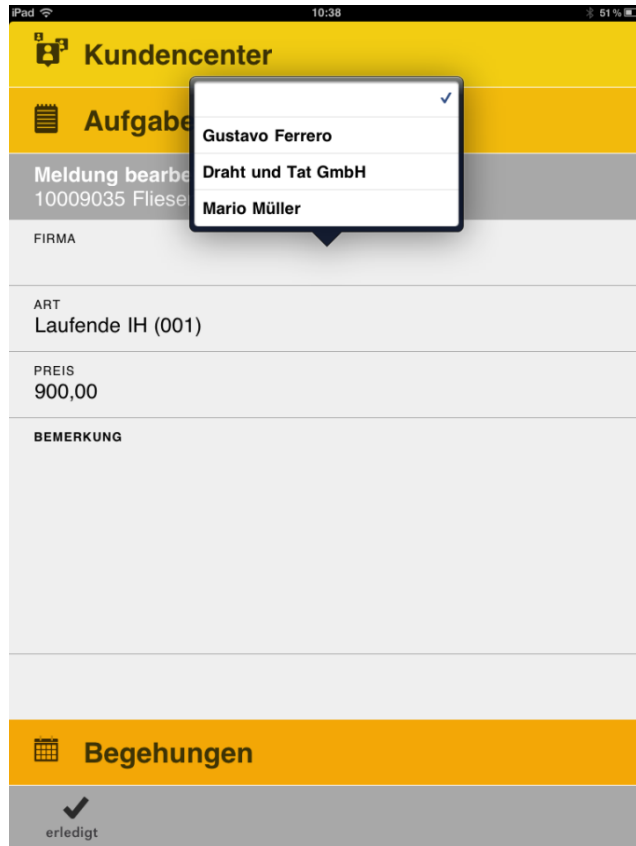 iPad 10:38 51 %
Kundencenter
Aufgabe
Gustavo Ferrero
Draht und Tat GmbH
Mario Müller
Meldung bearbe
10009035 Fliese
FIRMA
ART
Laufende IH (001)
PREIS
900,00
BEMERKUNG
Begehungen
erledigt